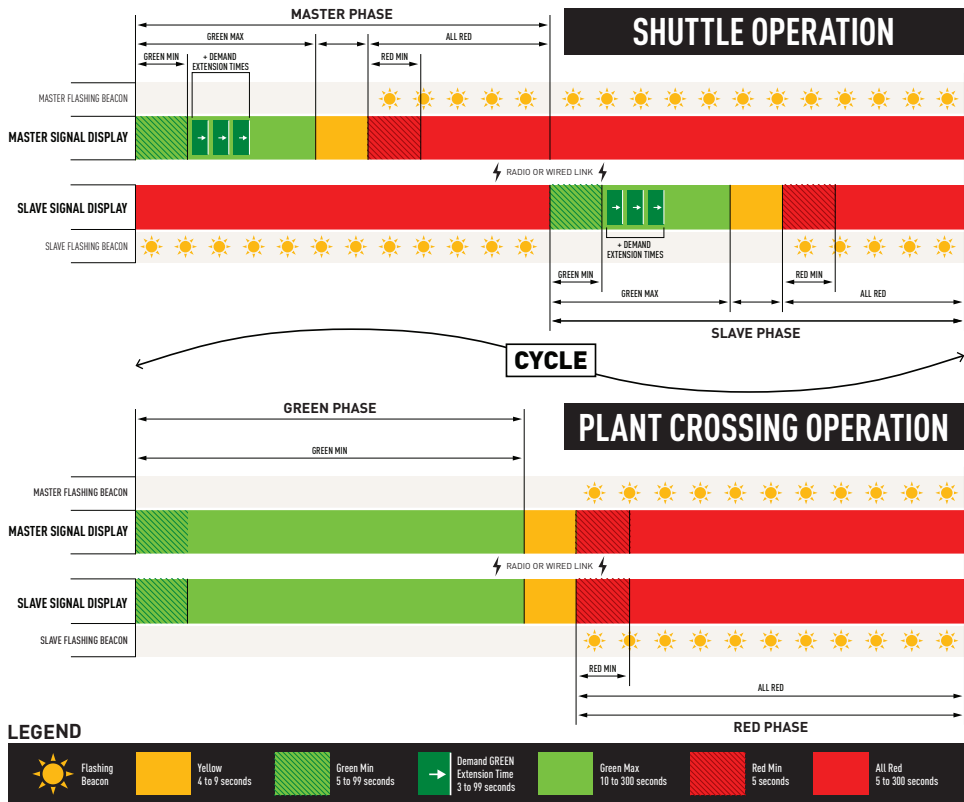 MASTER PHASE
SHUTTLE OPERATION
GREEN MAX
ALL RED
GREEN MIN
+ DEMAND
EXTENSION TIMES
RED MIN
MASTER FLASHING BEACON
MASTER SIGNAL DISPLAY
RADIO OR WIRED LINK
SLAVE SIGNAL DISPLAY
SLAVE FLASHING BEACON
+ DEMAND
EXTENSION TIMES
GREEN MIN
RED MIN
GREEN MAX
ALL RED
SLAVE PHASE
CYCLE
GREEN PHASE
PLANT CROSSING OPERATION
GREEN MIN
MASTER FLASHING BEACON
MASTER SIGNAL DISPLAY
RADIO OR WIRED LINK
SLAVE SIGNAL DISPLAY
SLAVE FLASHING BEACON
RED MIN
ALL RED
RED PHASE
LEGEND
Flashing
Beacon
Yellow
4 to 9 seconds
Green Min
5 to 99 seconds
Demand GREEN
Extension Time
3 to 99 seconds
Green Max
10 to 300 seconds
Red Min
5 seconds
All Red
5 to 300 seconds